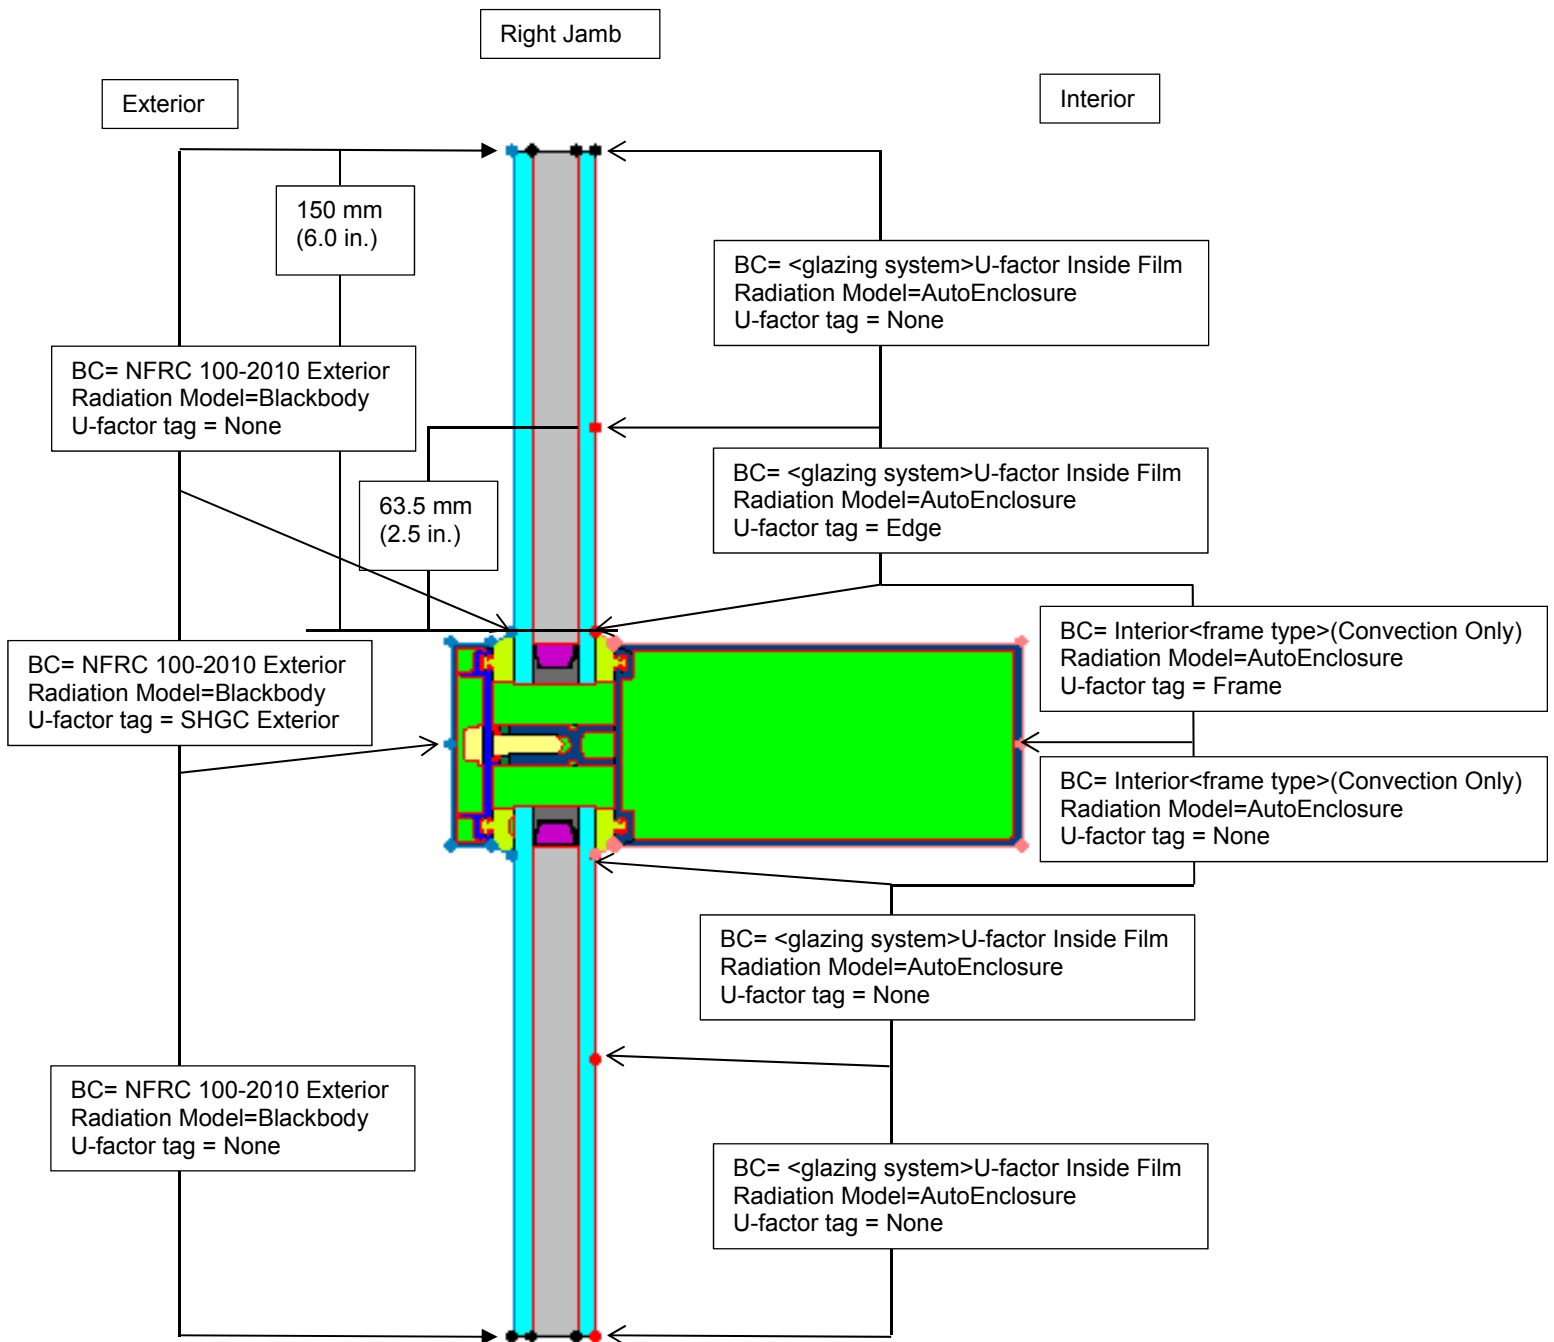 Right Jamb
Exterior
Interior
150 mm
(6.0 in.)
BC= <glazing system>U-factor Inside Film
Radiation Model=AutoEnclosure
U-factor tag = None
BC= NFRC 100-2010 Exterior
Radiation Model=Blackbody
U-factor tag = None
BC= <glazing system>U-factor Inside Film
Radiation Model=AutoEnclosure
U-factor tag = Edge
63.5 mm
(2.5 in.)
BC= Interior<frame type>(Convection Only)
Radiation Model=AutoEnclosure
U-factor tag = Frame
BC= NFRC 100-2010 Exterior
Radiation Model=Blackbody
U-factor tag = SHGC Exterior
BC= Interior<frame type>(Convection Only)
Radiation Model=AutoEnclosure
U-factor tag = None
BC= <glazing system>U-factor Inside Film
Radiation Model=AutoEnclosure
U-factor tag = None
BC= NFRC 100-2010 Exterior
Radiation Model=Blackbody
U-factor tag = None
BC= <glazing system>U-factor Inside Film
Radiation Model=AutoEnclosure
U-factor tag = None